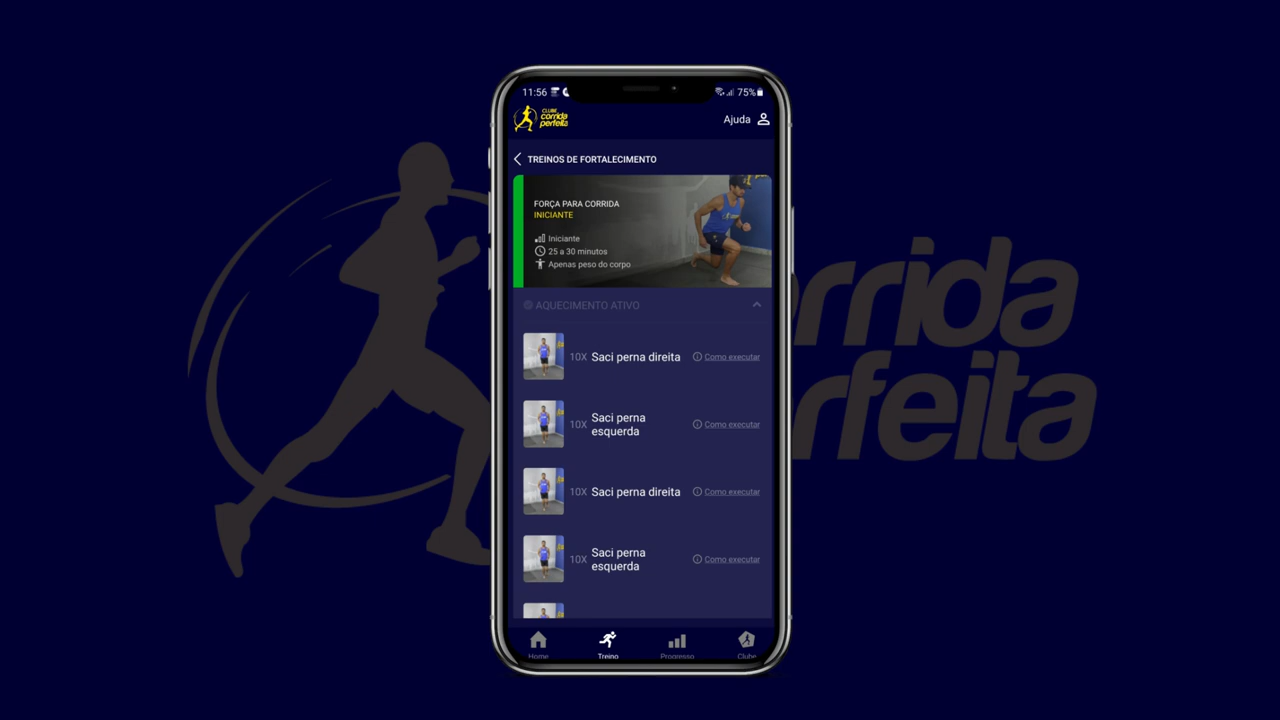 11:56
75%
CLUBE
corrida
perfeita
Ajuda
TREINOS DE FORTALECIMENTO
FORÇA PARA CORRIDA
INICIANTE
Iniciante
25 a 30 minutos
Apenas peso do corpo
AQUECIMENTO ATIVO
10X Saci perna direita Como executar
10X Saci perna
esquerda Como executar
10X Saci perna direita Como executar
10X Saci perna
esquerda Como executar
Home Treino Progresso Clube
orrida
erfeita